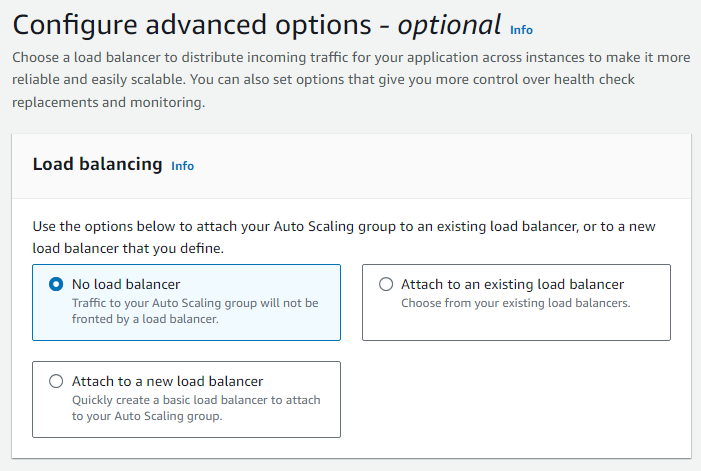 Configure advanced options - optional Info
Choose a load balancer to distribute incoming traffic for your application across instances to make it more
reliable and easily scalable. You can also set options that give you more control over health check
replacements and monitoring.
Load balancing Info
Use the options below to attach your Auto Scaling group to an existing load balancer, or to a new
load balancer that you define.
No load balancer
Traffic to your Auto Scaling group will not be
fronted by a load balancer.
Attach to an existing load balancer
Choose from your existing load balancers.
Attach to a new load balancer
Quickly create a basic load balancer to attach
to your Auto Scaling group.